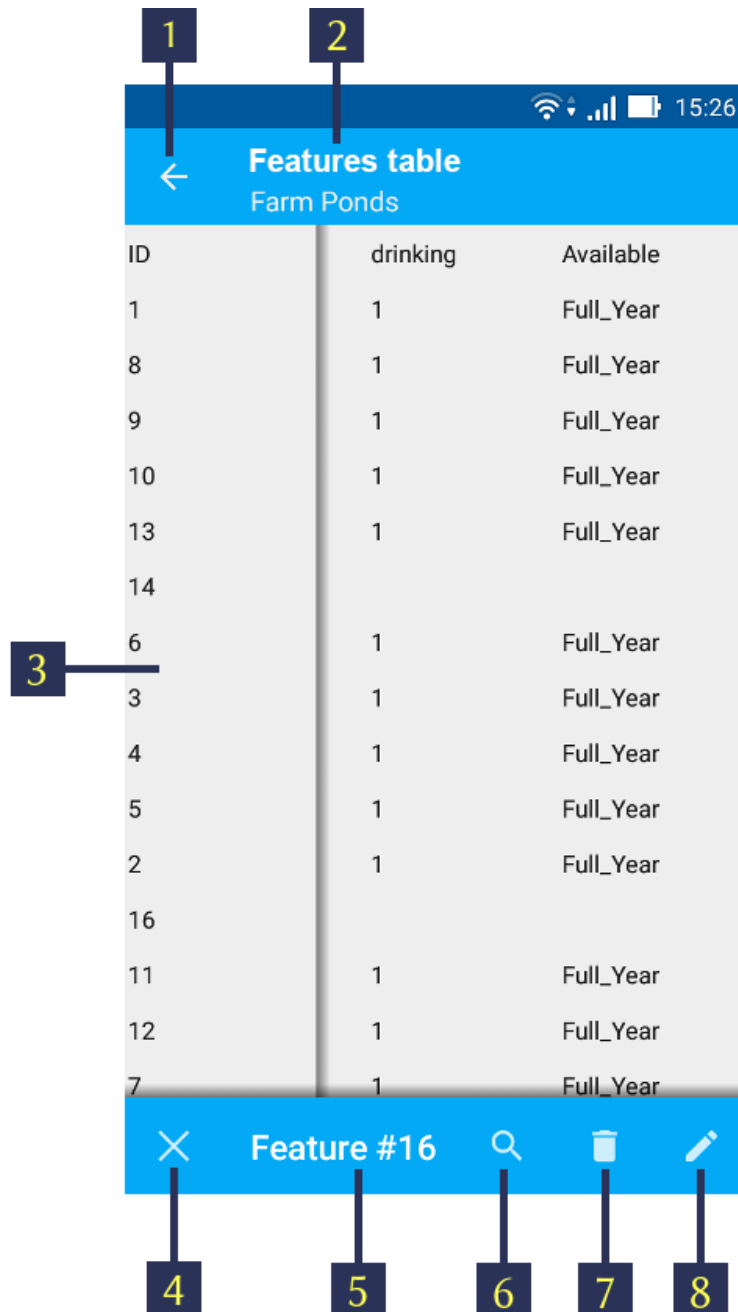 1 2
15:26
Features table
Farm Ponds
ID drinking Available
1 1 Full_Year
8 1 Full_Year
9 1 Full_Year
10 1 Full_Year
13 1 Full_Year
14
6 1 Full_Year
3
3 1 Full_Year
4 1 Full_Year
5 1 Full_Year
2 1 Full_Year
16
11 1 Full_Year
12 1 Full_Year
7 1 Full_Year
Feature #16
4 5 6 7 8